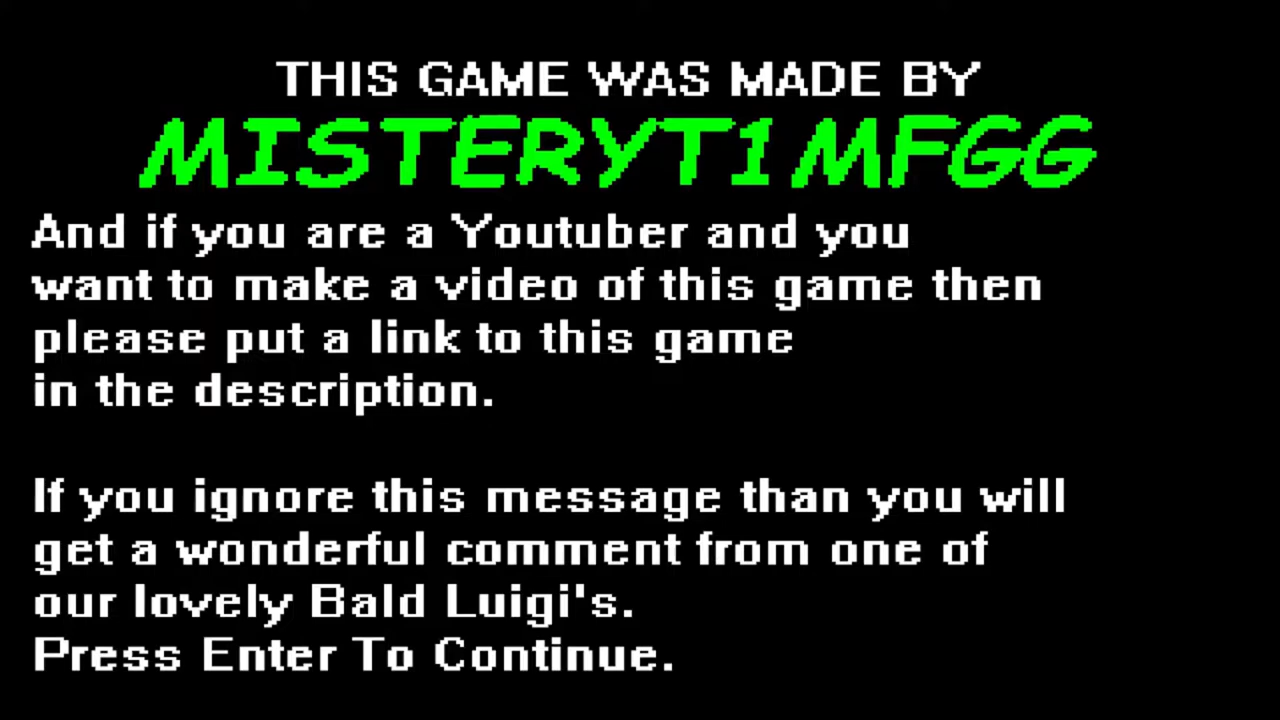 THIS GAME WAS MADE BY
MISTERYT1MFGG
And if you are a Youtuber and you
want to make a video of this game then
please put a link to this game
in the description.
If you ignore this message than you will
get a wonderful comment from one of
our lovely Bald Luigi's.
Press Enter To Continue.